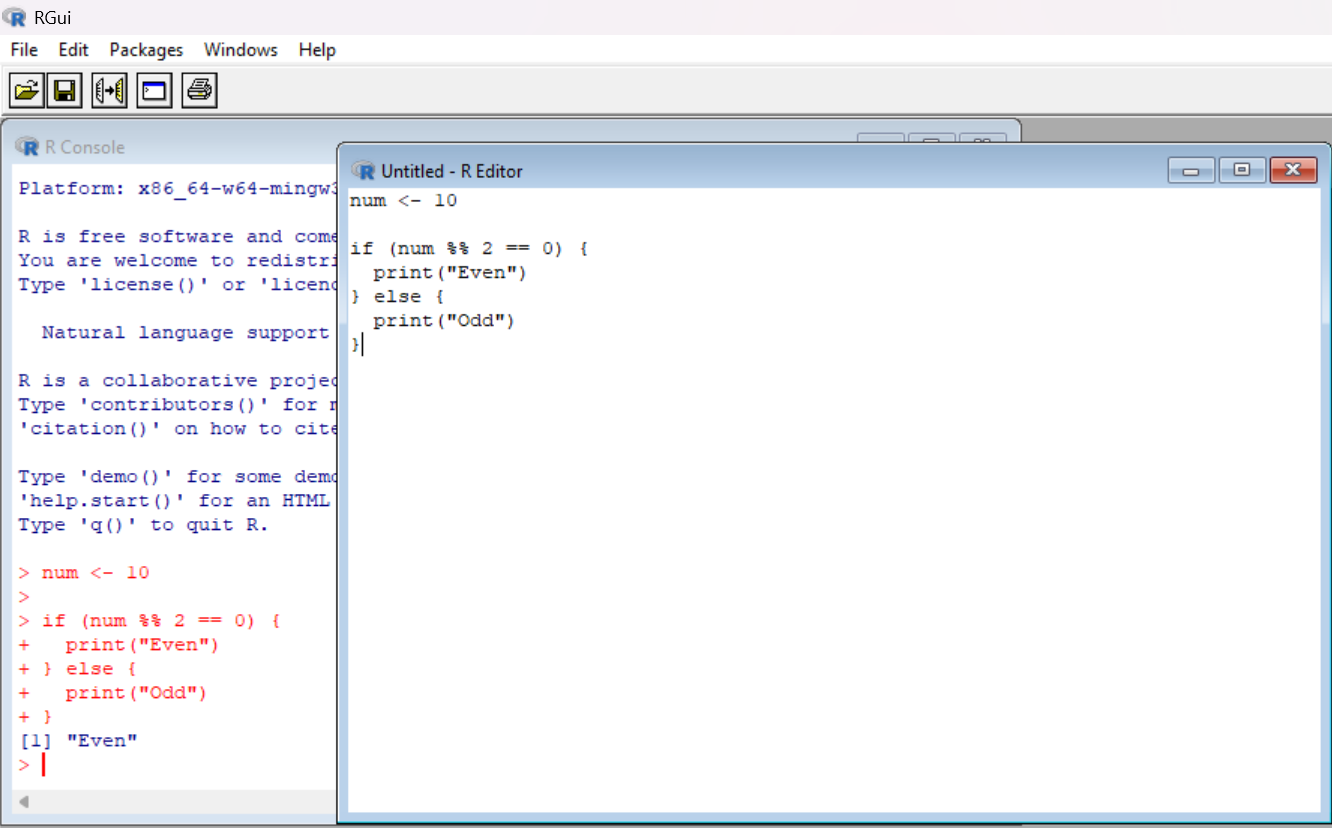 RGui
File Edit Packages Windows Help
R Console
Platform: x86_64-w64-mingw3
R is free software and come
You are welcome to redistri
Type 'license()' or 'licenc
Natural language support
R is a collaborative projec
Type 'contributors()' for
'citation()' on how to cite
Type 'demo()' for some demo
'help.start()' for an HTML
Type 'q()' to quit R.
> num <- 10
>
> if (num %% 2 == 0) {
+   print("Even")
+ } else {
+   print("Odd")
+ }
[1] "Even"
>
Untitled - R Editor
num <- 10
if (num %% 2 == 0) {
  print("Even")
} else {
  print("Odd")
}